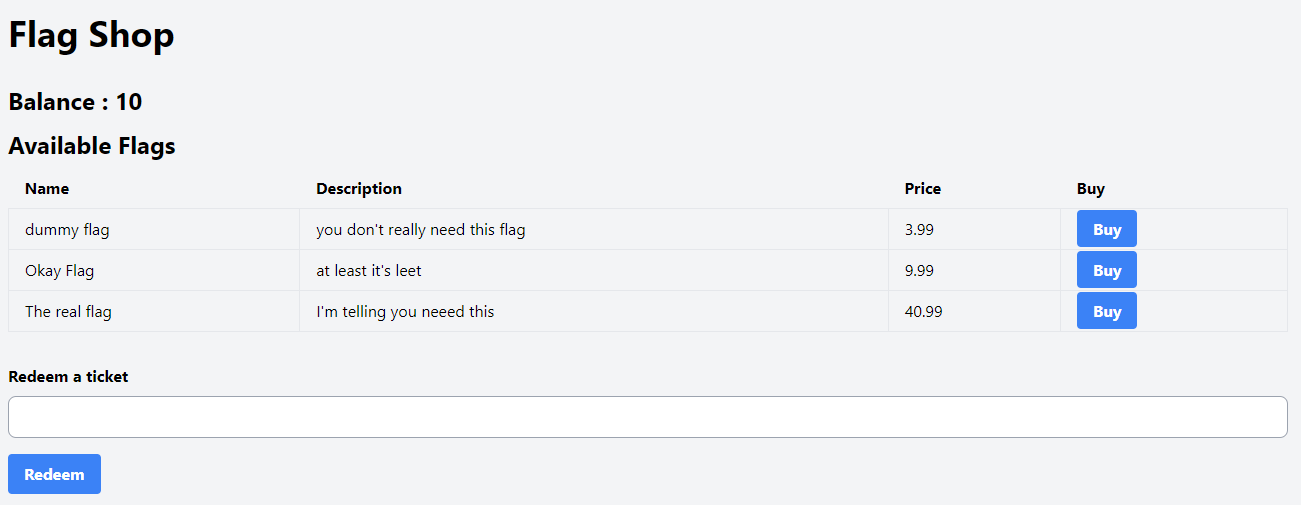 Flag Shop
Balance : 10
Available Flags
Name Description Price Buy
dummy flag you don't really need this flag 3.99 Buy
Okay Flag at least it's leet 9.99 Buy
The real flag I'm telling you neeed this 40.99 Buy
Redeem a ticket
Redeem